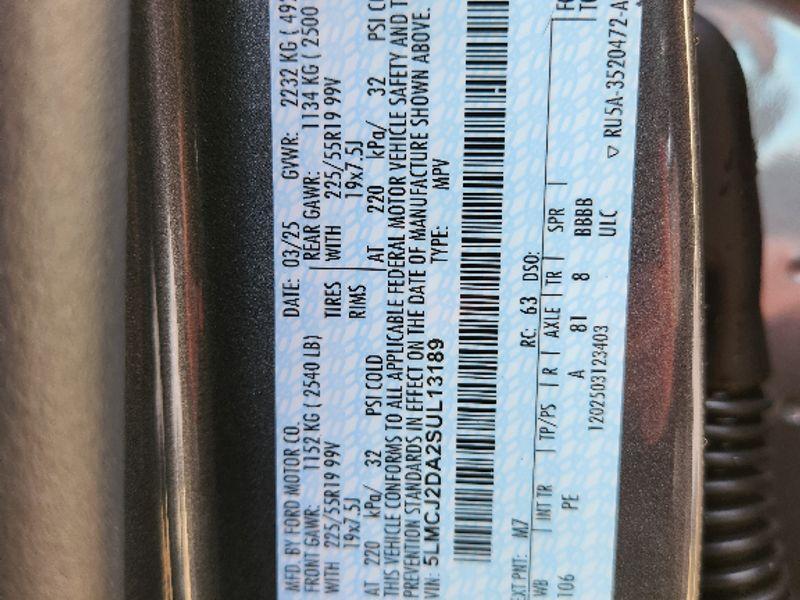 MFD. BY FORD MOTOR CO. DATE: 03/25 GVWR: 2232 KG
FRONT GAWR: 1152 KG ( 2540 LB) REAR GAWR: 1134 KG ( 2500
225/55R19 99V TIRES WITH 225/55R19 99V
19x7.5J RIMS 19x7.5J
AT 220 kPa/ 32 PSI COLD AT 220 kPa/ 32 PSI
THIS VEHICLE CONFORMS TO ALL APPLICABLE FEDERAL MOTOR VEHICLE SAFETY AND
PREVENTION STANDARDS IN EFFECT ON THE DATE OF MANUFACTURE SHOWN ABOVE.
VIN: 5LMCJ2DA2SUL13189 TYPE: MPV
EXT PNT: M7 RC: 63 DSO:
WB INT TR TP/PS R AXLE TR SPR
106 PE A 81 8 BBBB
ULC
1202503123403
▽ RU5A-3520472-A